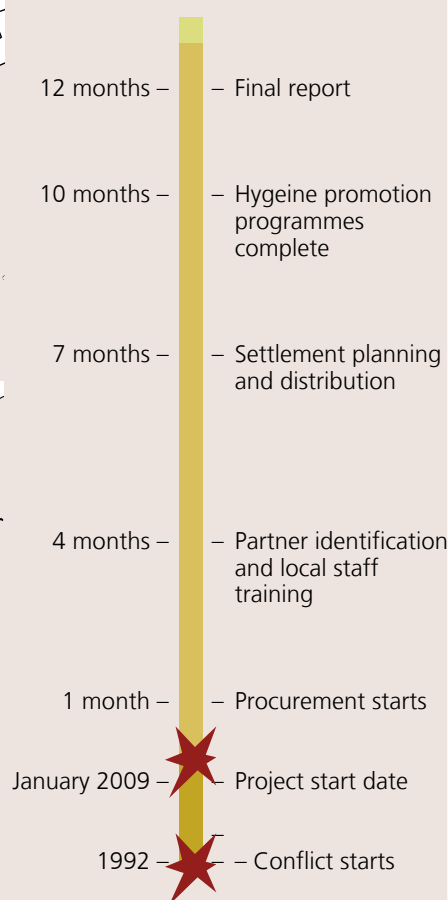 12 months – – Final report
10 months – – Hygeine promotion
programmes
complete
7 months – – Settlement planning
and distribution
4 months – – Partner identification
and local staff
training
1 month – – Procurement starts
January 2009 – – Project start date
–
1992 – – – Conflict starts